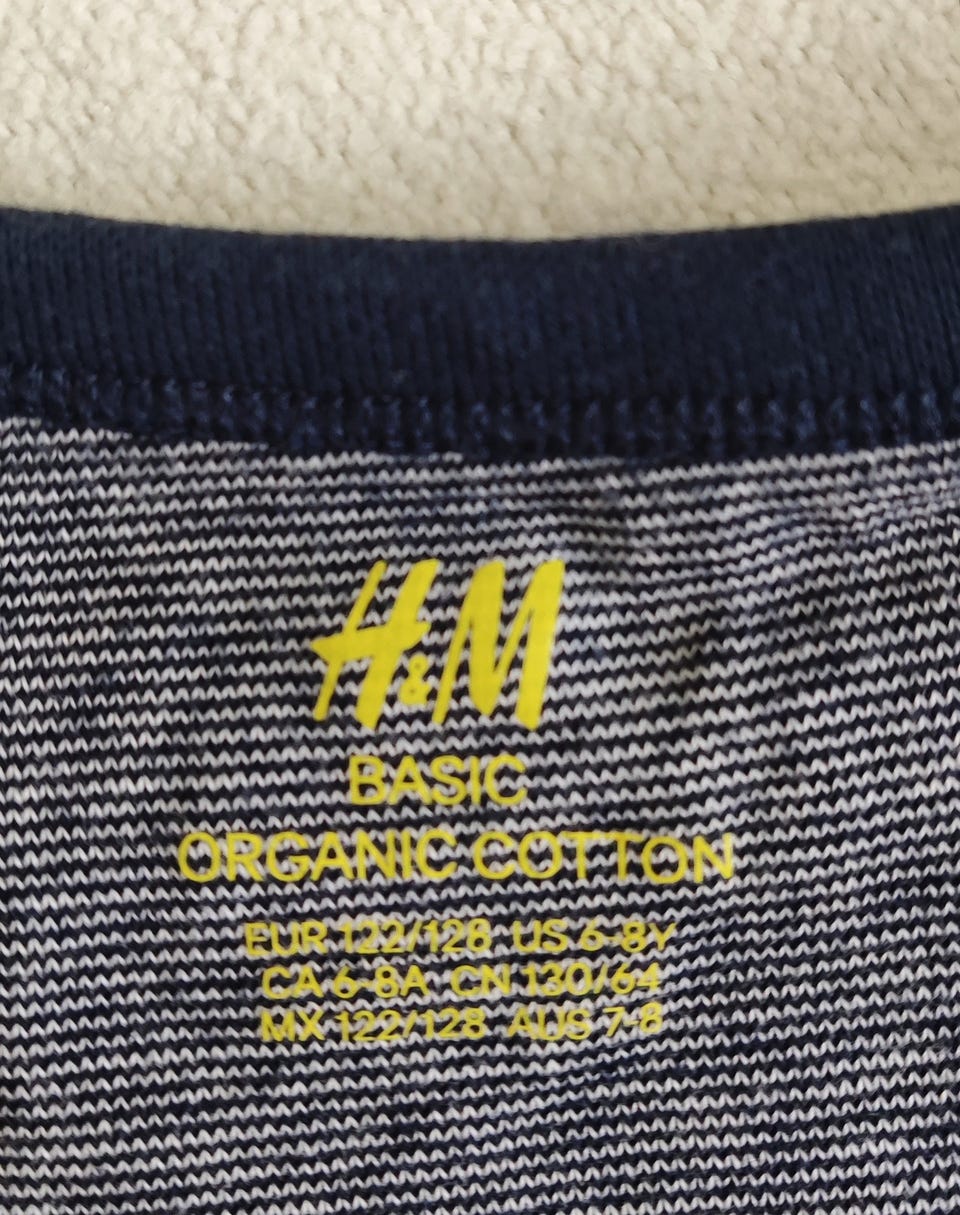 H&M
BASIC
ORGANIC COTTON
EUR 122/128 US 6-8Y
CA 6-8A CN 130/64
MX 122/128 AUS 7-8